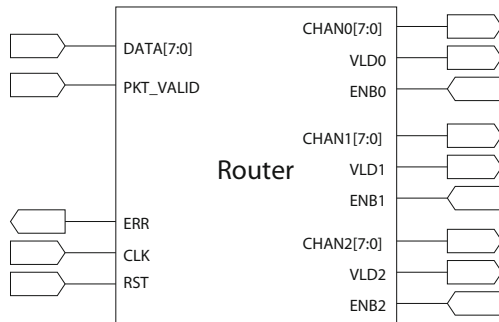 DATA[7:0]
PKT_VALID
ERR
CLK
RST
Router
CHAN0[7:0]
VLD0
ENB0
CHAN1[7:0]
VLD1
ENB1
CHAN2[7:0]
VLD2
ENB2